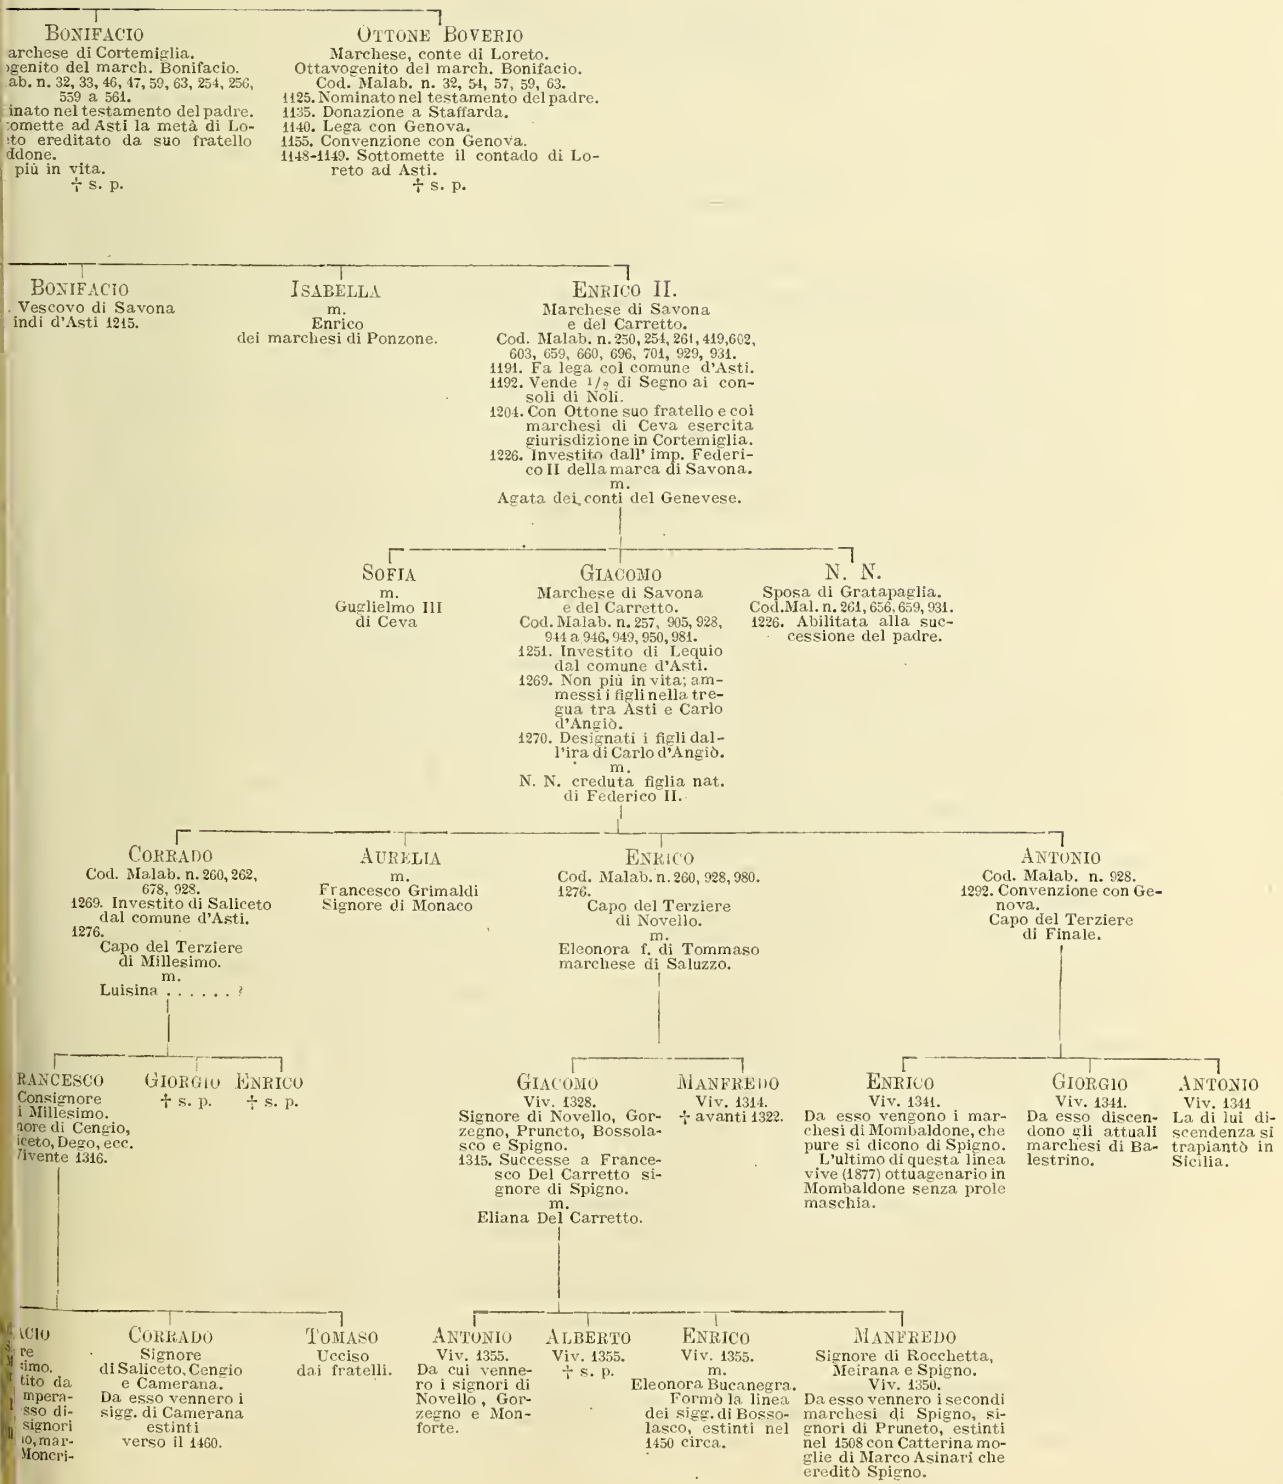 BONIFACIO
archese di Cortemiglia.
genito del march. Bonifacio.
ab. n. 32, 33, 46, 47, 59, 63, 254, 256,
559 a 561.
inato nel testamento del padre.
omette ad Asti la metà di Lo-
to ereditato da suo fratello
ddone.
più in vita.
† s. p.
OTTONE BOVERIO
Marchese, conte di Loreto.
Ottavogenito del march. Bonifacio.
Cod. Malab. n. 32, 54, 57, 59, 63.
1125. Nominato nel testamento del padre.
1135. Donazione a Staffarda.
1140. Lega con Genova.
1155. Convenzione con Genova.
1148-1149. Sottomette il contado di Lo-
reto ad Asti.
† s. p.
BONIFACIO
. Vescovo di Savona
indi d'Asti 1215.
ISABELLA
m.
Enrico
dei marchesi di Ponzone.
ENRICO II.
Marchese di Savona
e del Carretto.
Cod. Malab. n. 250, 254, 261, 419, 602,
603, 659, 660, 696, 701, 929, 931.
1191. Fa lega col comune d'Asti.
1192. Vende 1/2 di Segno ai con-
soli di Noli.
1204. Con Ottone suo fratello e coi
marchesi di Ceva esercita
giurisdizione in Cortemiglia.
1226. Investito dall' imp. Federi-
co II della marca di Savona.
m.
Agata dei conti del Genevese.
SOFIA
m.
Guglielmo III
di Ceva
GIACOMO
Marchese di Savona
e del Carretto.
Cod. Malab. n. 257, 905, 928,
944 a 946, 949, 950, 981.
1251. Investito di Lequio
dal comune d'Asti.
1269. Non più in vita; am-
messi i figli nella tre-
gua tra Asti e Carlo
d'Angiò.
1270. Designati i figli dal-
l'ira di Carlo d'Angiò.
m.
N. N. creduta figlia nat.
di Federico II.
N. N.
Sposa di Gratapaglia.
Cod. Mal. n. 261, 656, 659, 931.
1226. Abilitata alla suc-
cessione del padre.
CORRADO
Cod. Malab. n. 260, 262,
678, 928.
1269. Investito di Saliceto
dal comune d'Asti.
1276.
Capo del Terziere
di Millesimo.
m.
Luisina . . . . . . ?
AURELIA
m.
Francesco Grimaldi
Signore di Monaco
ENRICO
Cod. Malab. n. 260, 928, 980.
1276.
Capo del Terziere
di Novello.
m.
Eleonora f. di Tommaso
marchese di Saluzzo.
ANTONIO
Cod. Malab. n. 928.
1292. Convenzione con Ge-
nova.
Capo del Terziere
di Finale.
RANCESCO
Consignore
i Millesimo.
nore di Cengio,
iceto, Dego, ecc.
Vivente 1316.
GIORGIO
† s. p.
ENRICO
† s. p.
GIACOMO
Viv. 1328.
Signore di Novello, Gor-
zegno, Pruncto, Bossola-
sco e Spigno.
1315. Successe a France-
sco Del Carretto si-
gnore di Spigno.
m.
Eliana Del Carretto.
MANFREDO
Viv. 1314.
† avanti 1322.
ENRICO
Viv. 1341.
Da esso vengono i mar-
chesi di Mombaldone, che
pure si dicono di Spigno.
L'ultimo di questa linea
vive (1877) ottuagenario in
Mombaldone senza prole
maschia.
GIORGIO
Viv. 1341.
Da esso discen-
dono gli attuali
marchesi di Ba-
lestrino.
ANTONIO
Viv. 1341
La di lui di-
scendenza si
trapiantò in
Sicilia.
ACIO
re
simo.
tito da
mpera-
sso di-
signori
io, mar-
Moncri-
CORRADO
Signore
di Saliceto, Cengio
e Camerana.
Da esso vennero i
sigg. di Camerana
estinti
verso il 1460.
TOMASO
Ucciso
dai fratelli.
ANTONIO
Viv. 1355.
Da cui venne-
ro i signori di
Novello, Gor-
zegno e Mon-
forte.
ALBERTO
Viv. 1355.
† s. p.
ENRICO
Viv. 1355.
m.
Eleonora Bucanegra.
Formò la linea
dei sigg. di Bosso-
lasco, estinti nel
1450 circa.
MANFREDO
Signore di Rocchetta,
Meirana e Spigno.
Viv. 1350.
Da esso vennero i secondi
marchesi di Spigno, si-
gnori di Pruneto, estinti
nel 1508 con Catterina mo-
glie di Marco Asinari che
ereditò Spigno.